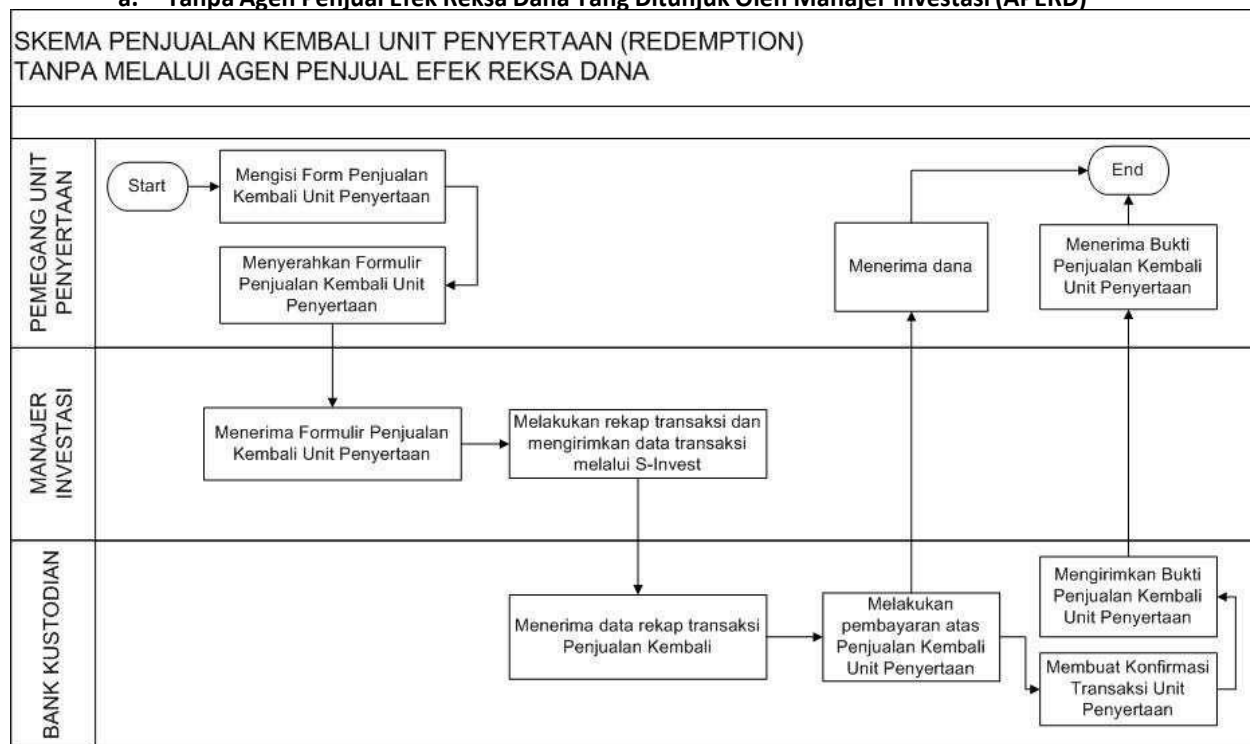 a. Tanpa Agen Penjual Efek Reksa Dana Yang Ditunjuk Oleh Manajer Investasi (APERD)
SKEMA PENJUALAN KEMBALI UNIT PENYERTAAN (REDEMPTION)
TANPA MELALUI AGEN PENJUAL EFEK REKSA DANA
PEMEGANG UNIT
PENYERTAAN
Start
Mengisi Form Penjualan
Kembali Unit Penyertaan
Menyerahkan Formulir
Penjualan Kembali Unit
Penyertaan
Menerima dana
End
Menerima Bukti
Penjualan Kembali
Unit Penyertaan
MANAJER
INVESTASI
Menerima Formulir Penjualan
Kembali Unit Penyertaan
Melakukan rekap transaksi dan
mengirimkan data transaksi
melalui S-Invest
BANK KUSTODIAN
Menerima data rekap transaksi
Penjualan Kembali
Melakukan
pembayaran atas
Penjualan Kembali
Unit Penyertaan
Mengirimkan Bukti
Penjualan Kembali
Unit Penyertaan
Membuat Konfirmasi
Transaksi Unit
Penyertaan